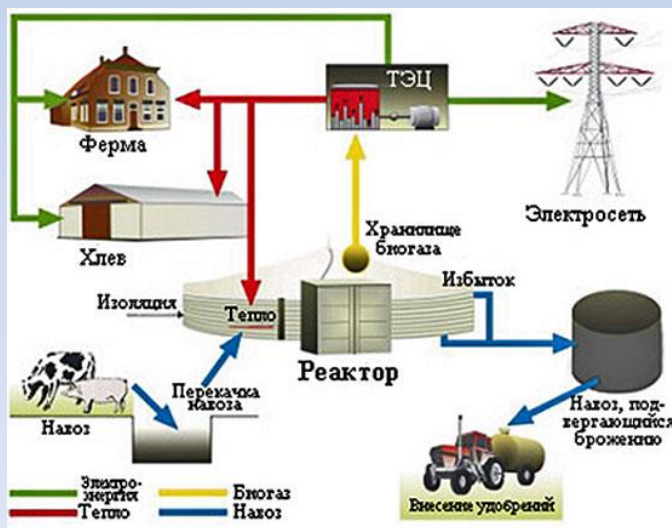 ТЭЦ
Ферма
Электросеть
Хранилище
биогаза
Хлев
Избыток
Изоляция
Тепло
Реактор
Перекачка
навоза
Навоз
Навоз, под-
вергающийся
брожению
Внесение удобрений
Электро-
энергия
Тепло
Биогаз
Навоз